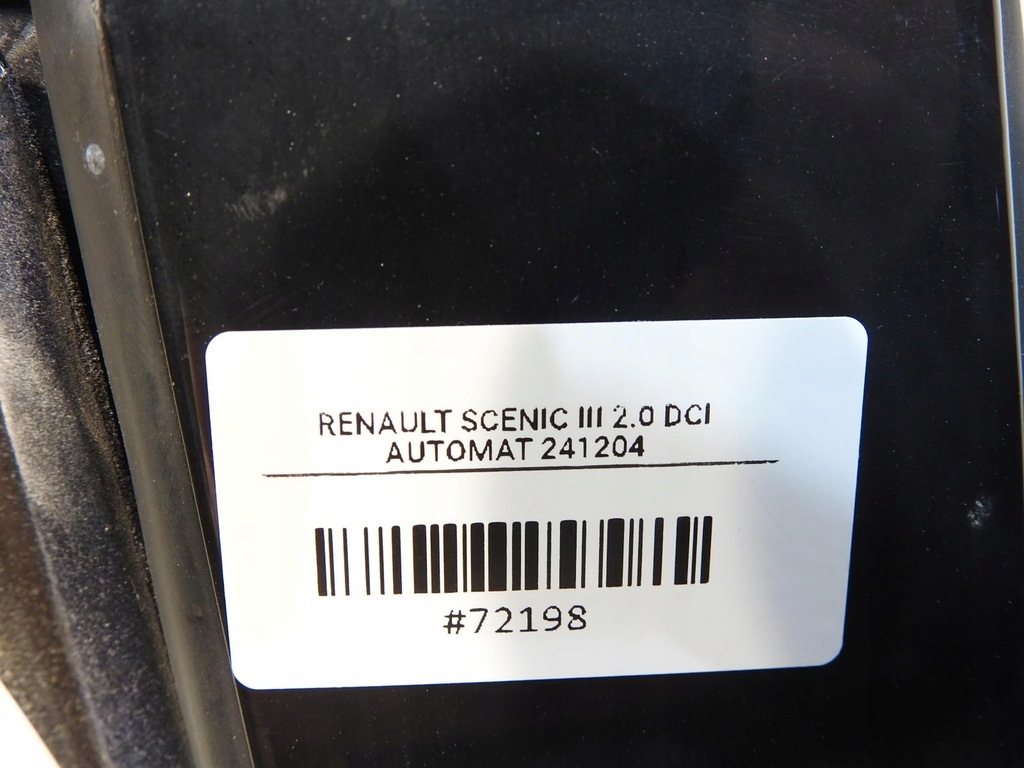 RENAULT SCENIC III 2.0 DCI
AUTOMAT 241204
#72198